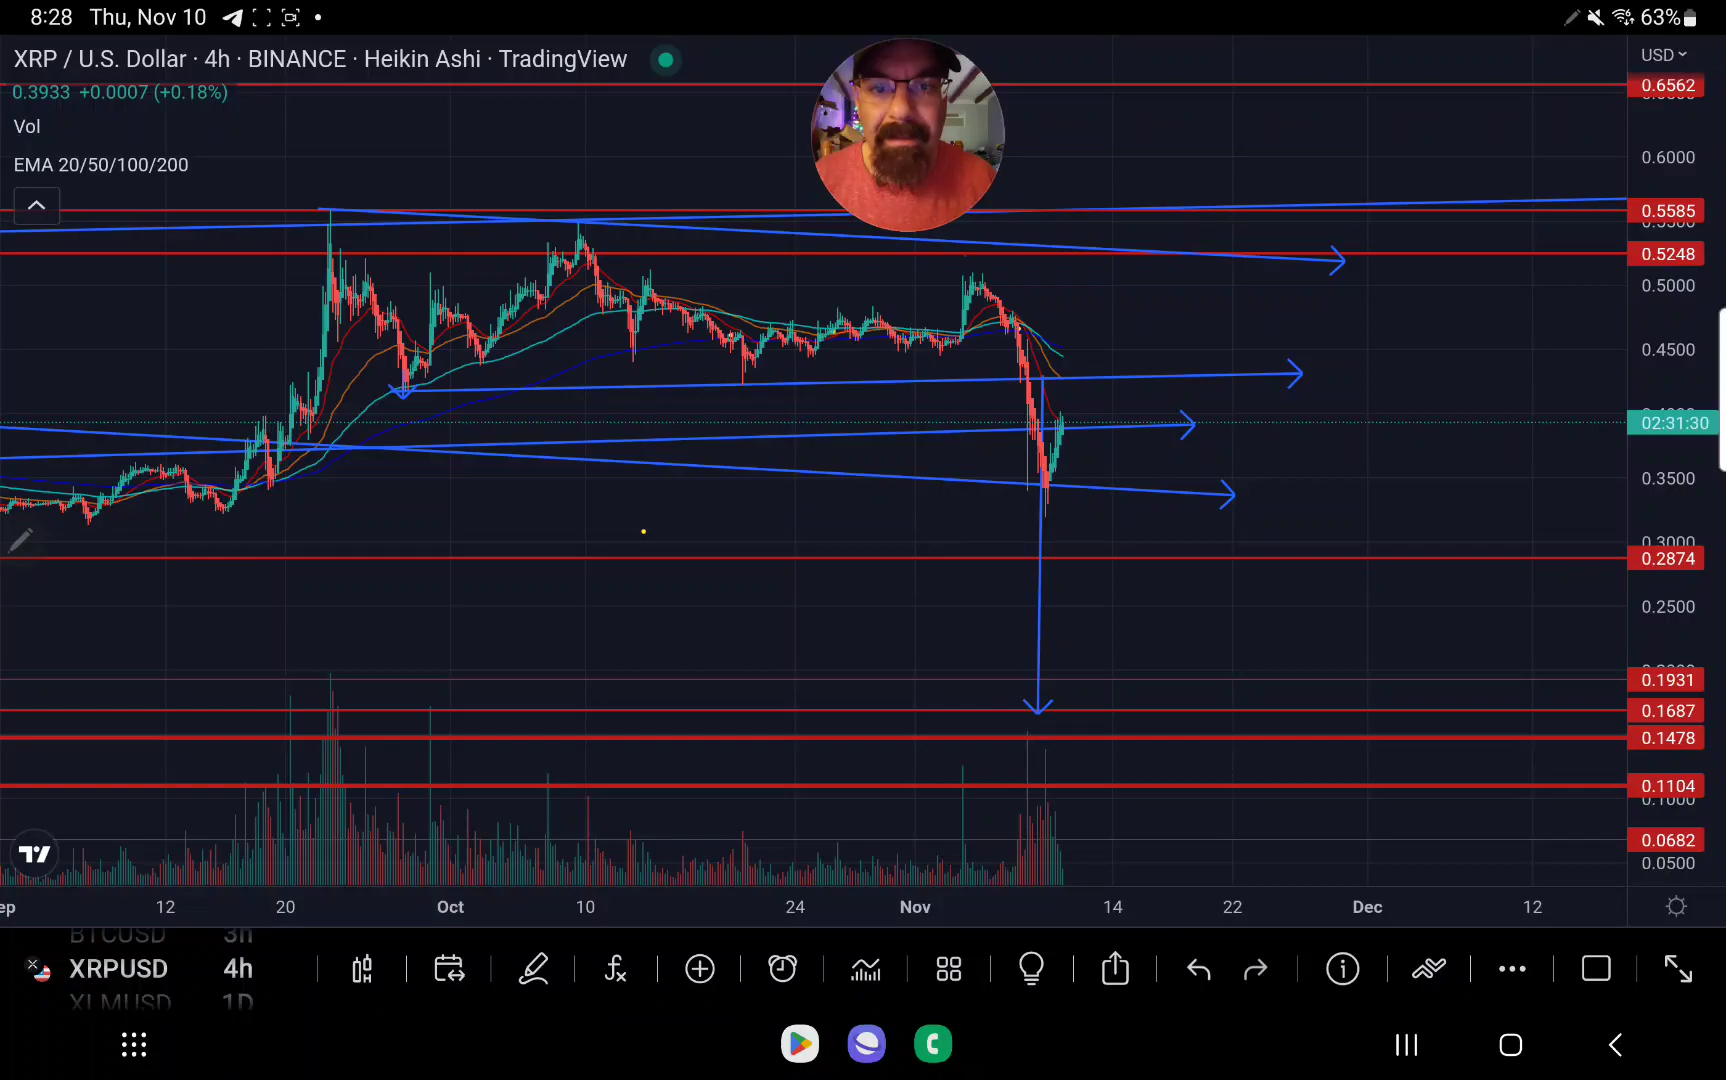 8:28 Thu, Nov 10 63%
XRP / U.S. Dollar · 4h · BINANCE · Heikin Ashi · TradingView
USD
0.3933 +0.0007 (+0.18%)
Vol
EMA 20/50/100/200
0.6562
0.6000
0.5585
0.5248
0.5000
0.4500
02:31:30
0.3500
0.3000
0.2874
0.2500
0.1931
0.1687
0.1478
0.1104
0.1000
0.0682
0.0500
ep 12 20 Oct 10 24 Nov 14 22 Dec 12
BTCUSD 3h
XRPUSD 4h
XLMUSD 1D